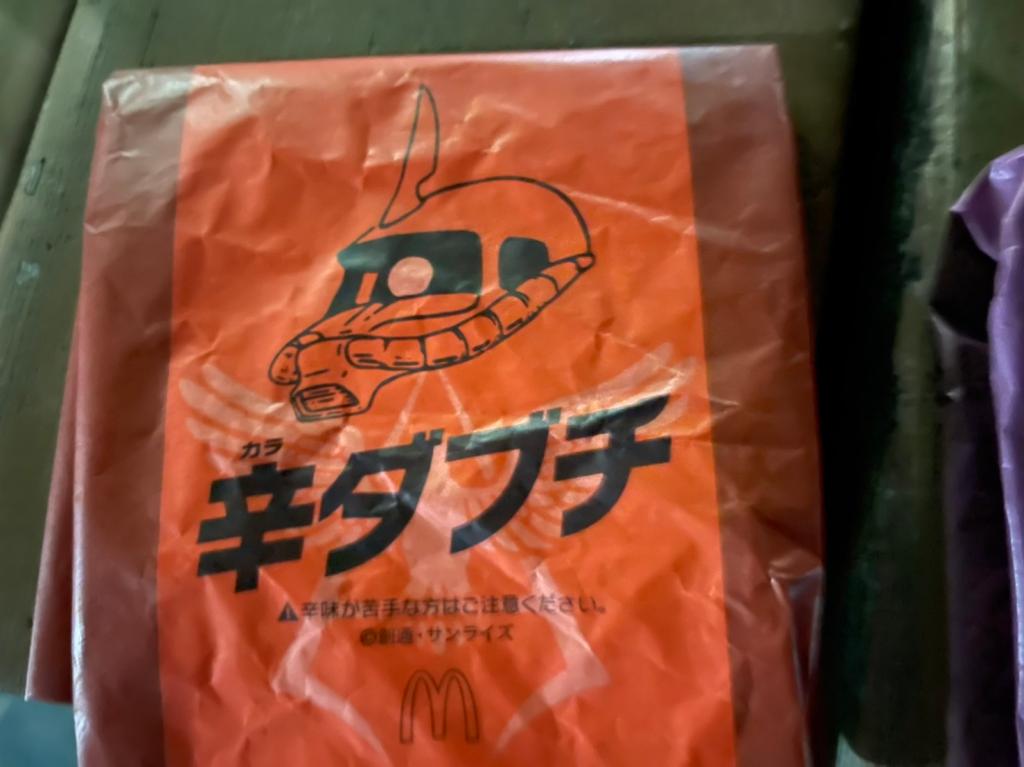 カラ
辛ダブチ
⚠辛味が苦手な方はご注意ください。
©創通・サンライズ
M